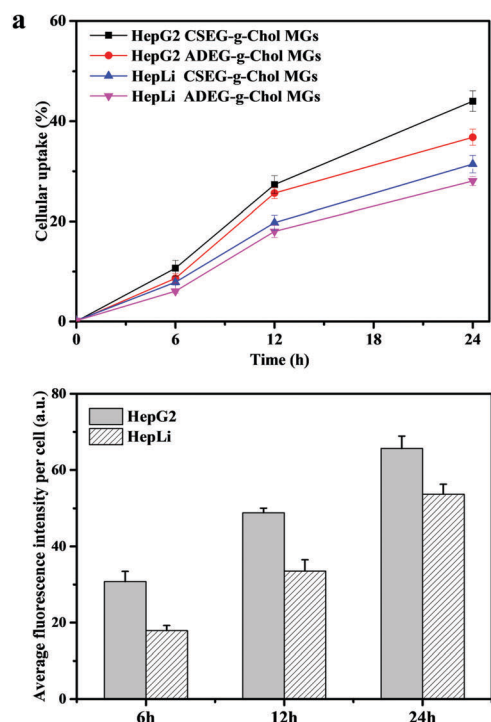 a
HepG2 CSEG-g-Chol MGs
HepG2 ADEG-g-Chol MGs
HepLi CSEG-g-Chol MGs
HepLi ADEG-g-Chol MGs
Cellular uptake (%)
60
40
20
0
0 6 12 18 24
Time (h)
Average fluorescence intensity per cell (a.u.)
HepG2
HepLi
80
60
40
20
0
6h 12h 24h